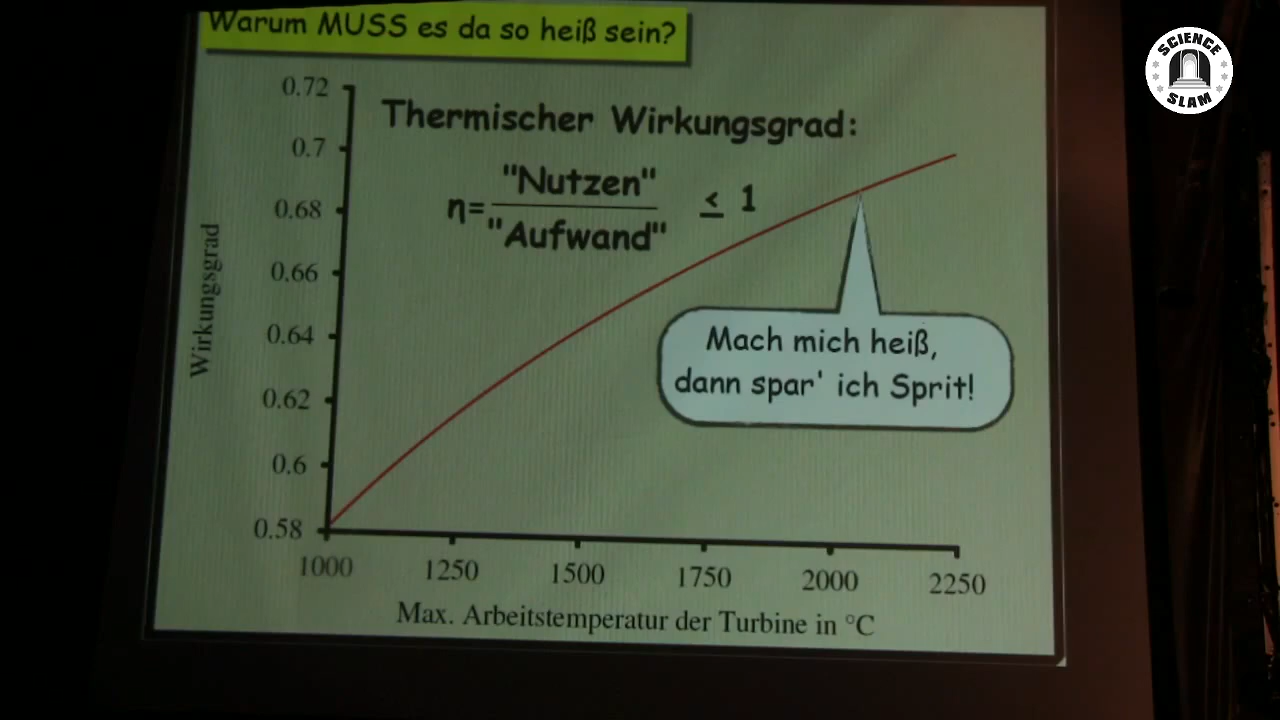 Warum MUSS es da so heiß sein?
SCIENCE
SLAM
Thermischer Wirkungsgrad:
η= "Nutzen"
"Aufwand"
≤ 1
Mach mich heiß,
dann spar' ich Sprit!
Wirkungsgrad
0.72
0.7
0.68
0.66
0.64
0.62
0.6
0.58
1000 1250 1500 1750 2000 2250
Max. Arbeitstemperatur der Turbine in °C